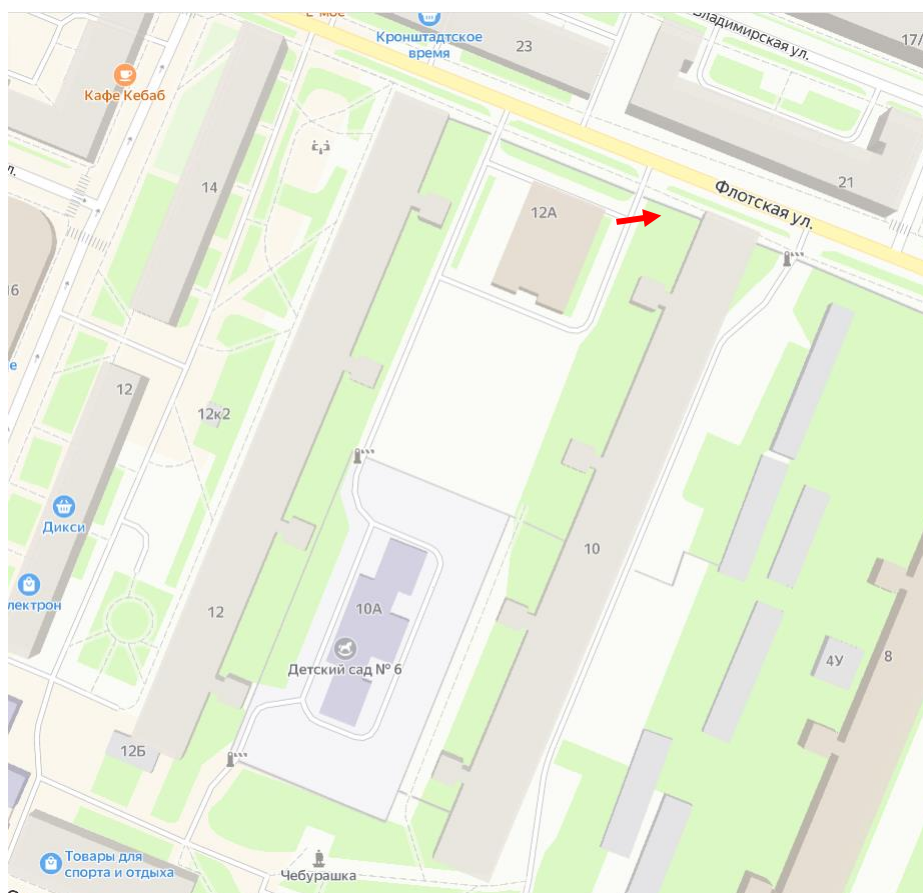 Кронштадтское
время
23
Владимирская ул.
17/
Кафе Кебаб
14
12А
21
Флотская ул.
16
12
12к2
Дикси
10
12
10А
Детский сад № 6
4У
8
12Б
Товары для
спорта и отдыха
Чебурашка